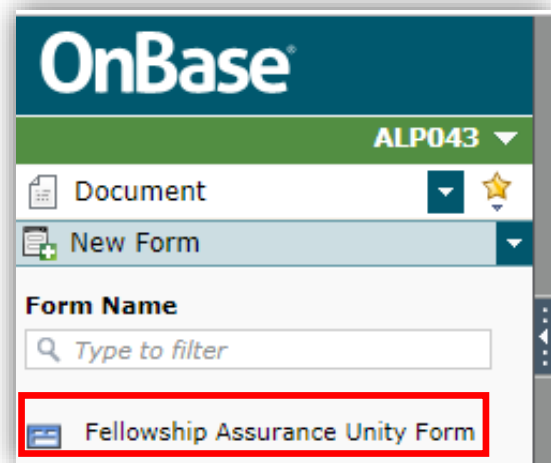 OnBase®
ALP043
Document
New Form
Form Name
Type to filter
Fellowship Assurance Unity Form